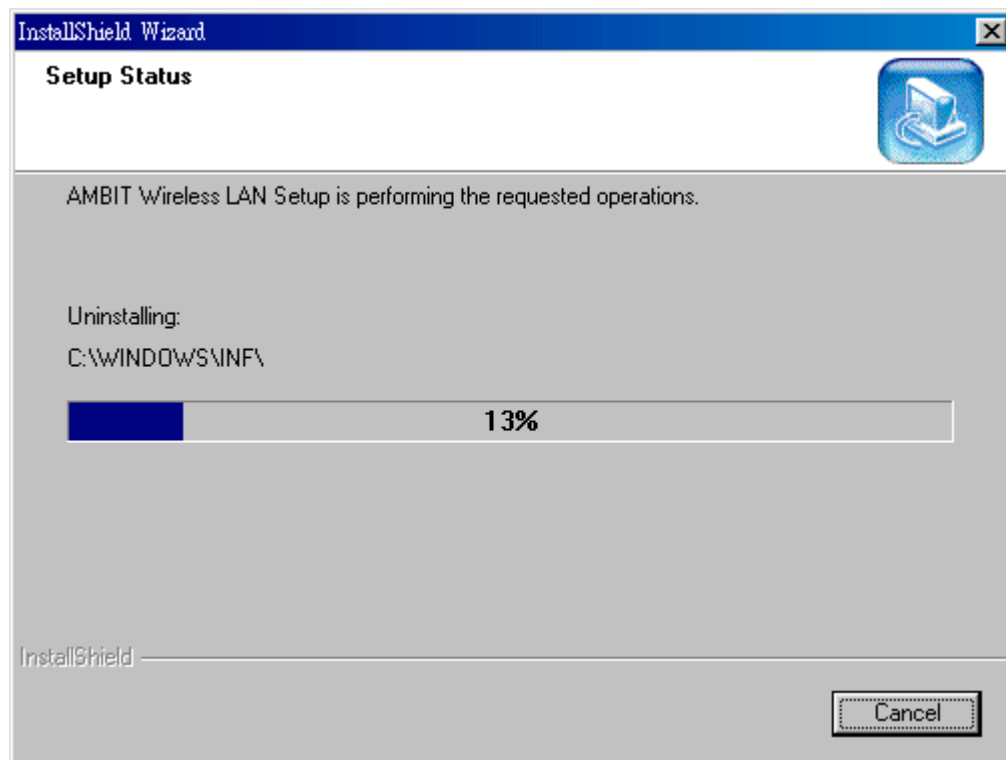 InstallShield Wizard
Setup Status
AMBIT Wireless LAN Setup is performing the requested operations.
Uninstalling:
C:\WINDOWS\INF\
13%
InstallShield
Cancel